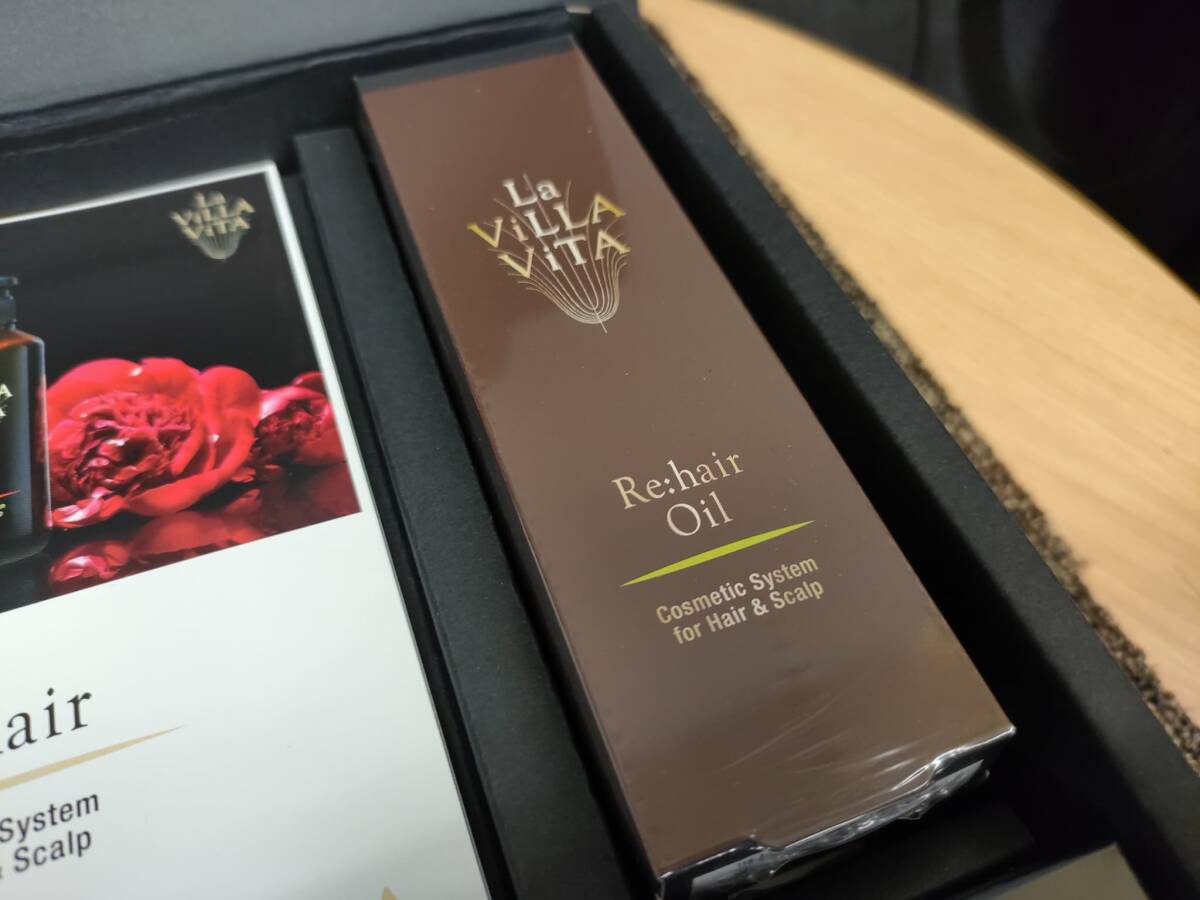 La
ViLLA
ViTA
Re:hair
Oil
Cosmetic System
for Hair & Scalp
La
ViLLA
ViTA
air
System
& Scalp